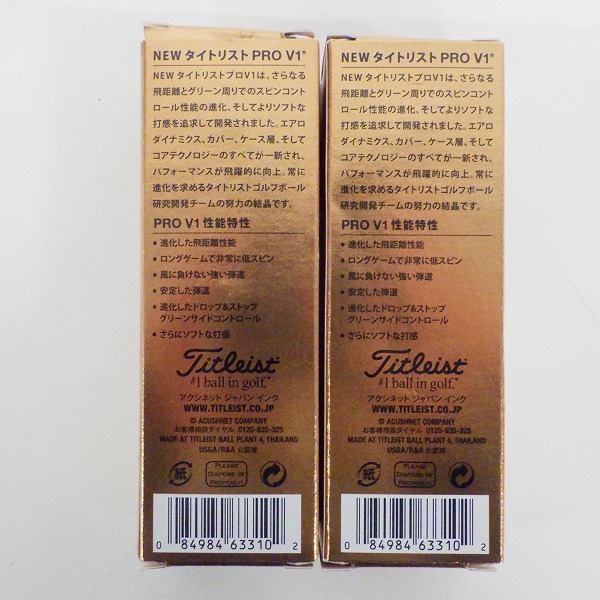 NEW タイトリスト PRO V1®
NEW タイトリストプロV1は、さらなる
飛距離とグリーン周りでのスピンコント
ロール性能の進化、そしてよりソフトな
打感を追求して開発されました。エアロ
ダイナミクス、カバー、ケース層、そして
コアテクノロジーのすべてが一新され、
パフォーマンスが飛躍的に向上。常に
進化を求めるタイトリストゴルフボール
研究開発チームの努力の結晶です。
PRO V1 性能特性
• 進化した飛距離性能
• ロングゲームで非常に低スピン
• 風に負けない強い弾道
• 安定した弾道
• 進化したドロップ&ストップ
グリーンサイドコントロール
• さらにソフトな打感
Titleist®
#1 ball in golf.®
アクシネット ジャパン インク
WWW.TITLEIST.CO.JP
© ACUSHNET COMPANY
お客様相談ダイヤル 0120-935-325
MADE AT TITLEIST BALL PLANT 4, THAILAND
USGA/R&A 公認球
紙
PLEASE
DISPOSE OF
PROPERLY
0 84984 63310 2
NEW タイトリスト PRO V1®
NEW タイトリストプロV1は、さらなる
飛距離とグリーン周りでのスピンコント
ロール性能の進化、そしてよりソフトな
打感を追求して開発されました。エアロ
ダイナミクス、カバー、ケース層、そして
コアテクノロジーのすべてが一新され、
パフォーマンスが飛躍的に向上。常に
進化を求めるタイトリストゴルフボール
研究開発チームの努力の結晶です。
PRO V1 性能特性
• 進化した飛距離性能
• ロングゲームで非常に低スピン
• 風に負けない強い弾道
• 安定した弾道
• 進化したドロップ&ストップ
グリーンサイドコントロール
• さらにソフトな打感
Titleist®
#1 ball in golf.®
アクシネット ジャパン インク
WWW.TITLEIST.CO.JP
© ACUSHNET COMPANY
お客様相談ダイヤル 0120-935-325
MADE AT TITLEIST BALL PLANT 4, THAILAND
USGA/R&A 公認球
紙
PLEASE
DISPOSE OF
PROPERLY
0 84984 63310 2